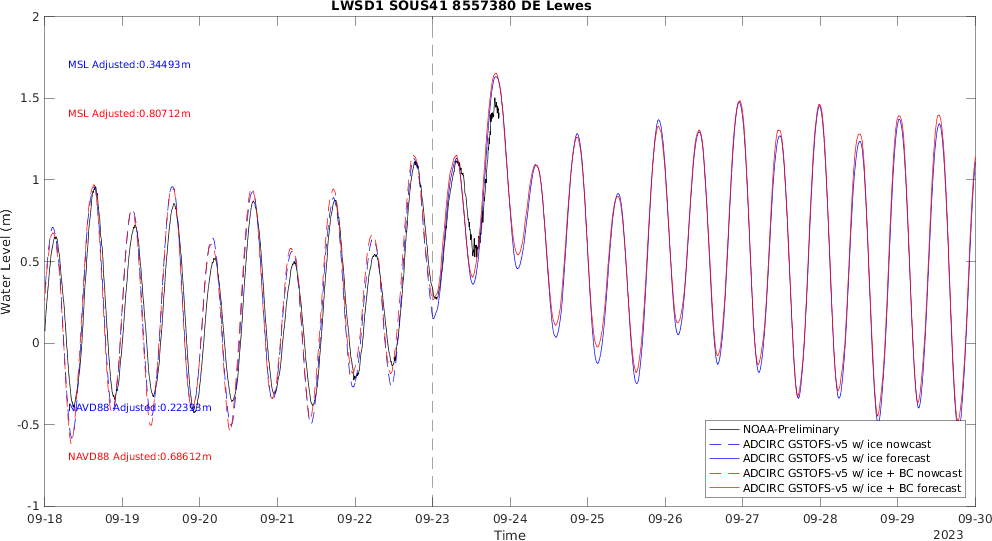 LWSD1 SOUS41 8557380 DE Lewes
2
1.5
1
0.5
0
-0.5
-1
Water Level (m)
MSL Adjusted:0.34493m
MSL Adjusted:0.80712m
NAVD88 Adjusted:0.22393m
NAVD88 Adjusted:0.68612m
NOAA-Preliminary
ADCIRC GSTOFS-v5 w/ ice nowcast
ADCIRC GSTOFS-v5 w/ ice forecast
ADCIRC GSTOFS-v5 w/ ice + BC nowcast
ADCIRC GSTOFS-v5 w/ ice + BC forecast
09-18 09-19 09-20 09-21 09-22 09-23 09-24 09-25 09-26 09-27 09-28 09-29 09-30
Time
2023